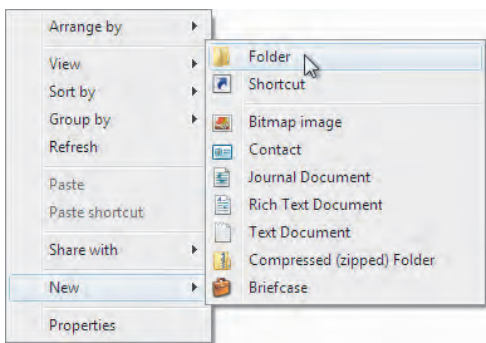 Arrange by
View
Sort by
Group by
Refresh
Paste
Paste shortcut
Share with
New
Properties
Folder
Shortcut
Bitmap image
Contact
Journal Document
Rich Text Document
Text Document
Compressed (zipped) Folder
Briefcase